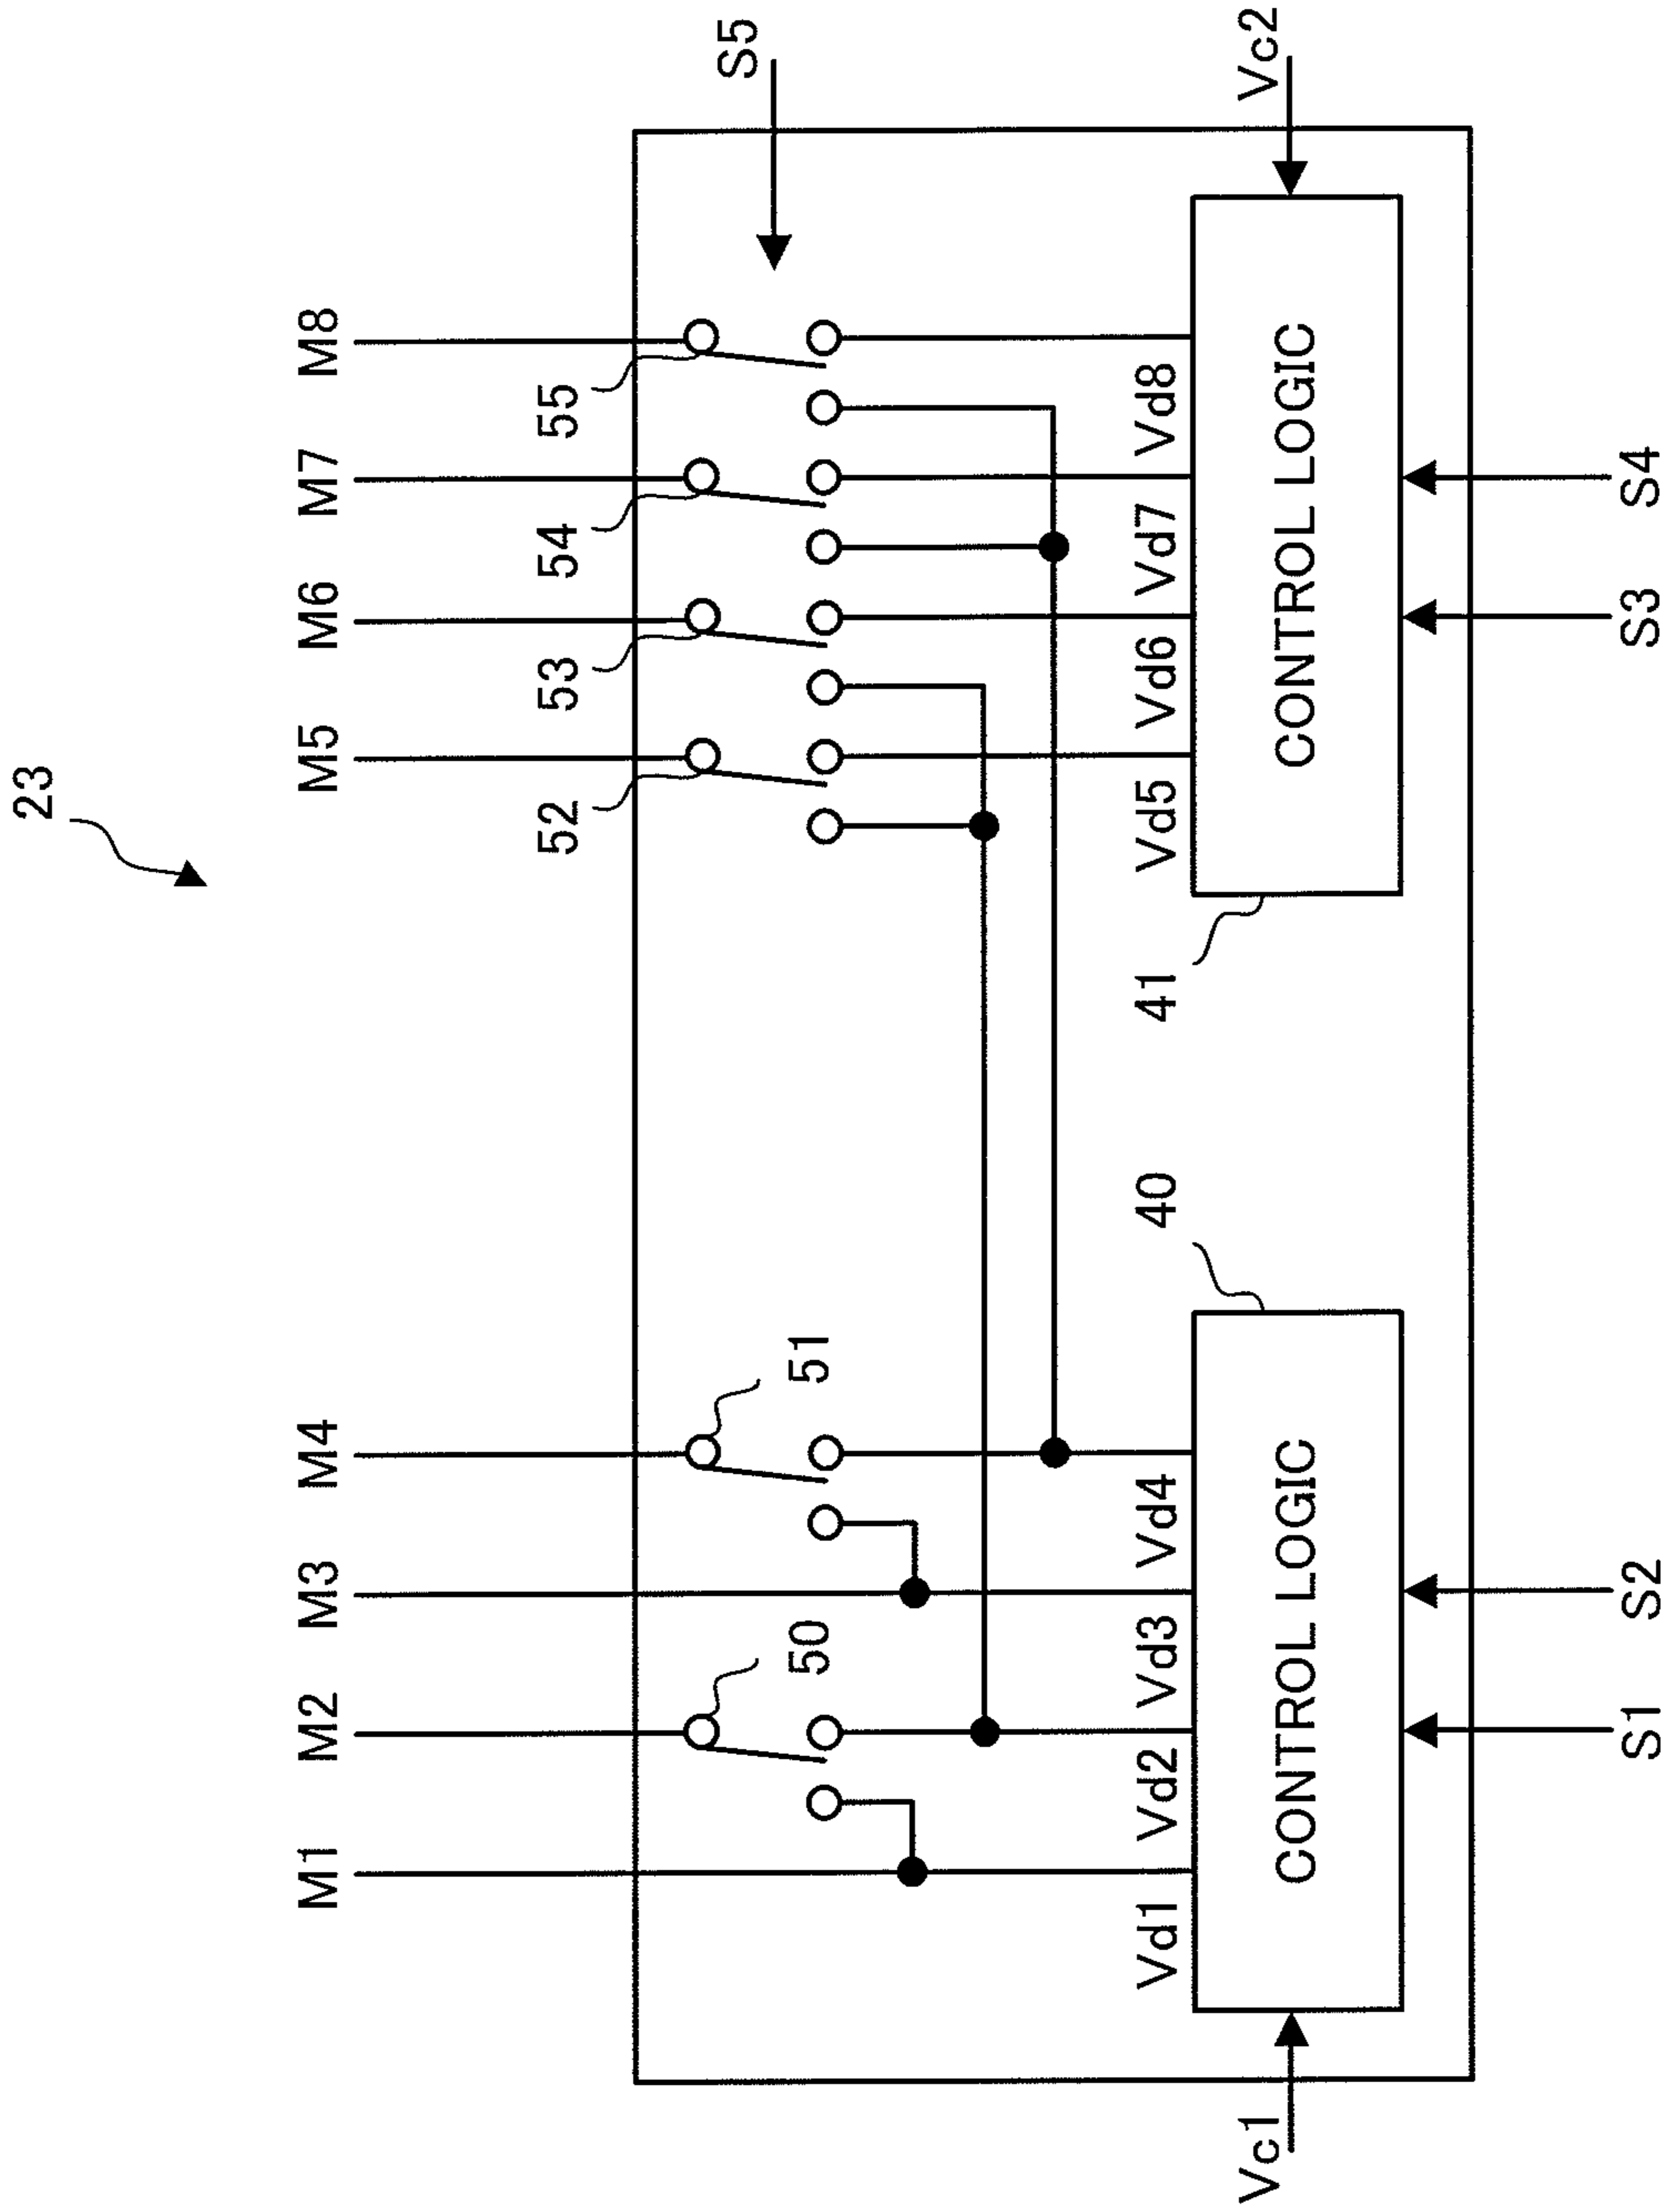 23
M1
M2
M3
M4
M5
M6
M7
M8
50
51
52
53
54
55
S5
Vd1
Vd2
Vd3
Vd4
40
41
Vd5
Vd6
Vd7
Vd8
Vc1
CONTROL LOGIC
CONTROL LOGIC
Vc2
S1
S2
S3
S4